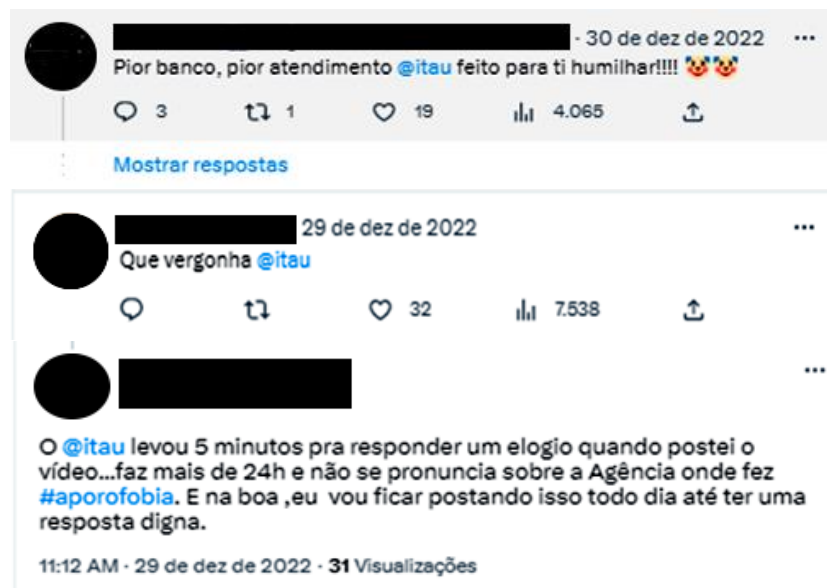 · 30 de dez de 2022 ...
Pior banco, pior atendimento @itau feito para ti humilhar!!!! 🤡🤡
3 1 19 4.065
Mostrar respostas
29 de dez de 2022 ...
Que vergonha @itau
32 7.538
...
O @itau levou 5 minutos pra responder um elogio quando postei o
vídeo...faz mais de 24h e não se pronuncia sobre a Agência onde fez
#aporofobia. E na boa ,eu vou ficar postando isso todo dia até ter uma
resposta digna.
11:12 AM · 29 de dez de 2022 · 31 Visualizações